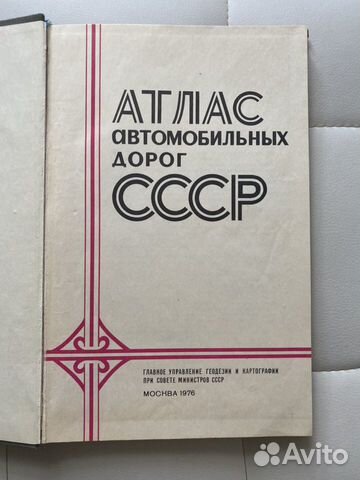 АТЛАС
автомобильных
ДОРОГ
СССР
ГЛАВНОЕ УПРАВЛЕНИЕ ГЕОДЕЗИИ И КАРТОГРАФИИ
ПРИ СОВЕТЕ МИНИСТРОВ СССР
МОСКВА 1976
Avito